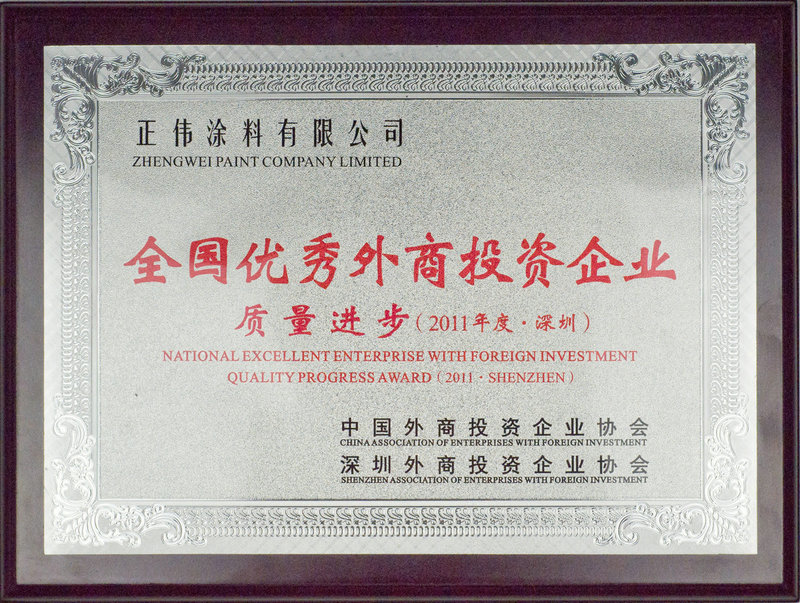 正伟涂料有限公司
ZHENGWEI PAINT COMPANY LIMITED
全国优秀外商投资企业
质量进步（2011年度·深圳）
NATIONAL EXCELLENT ENTERPRISE WITH FOREIGN INVESTMENT
QUALITY PROGRESS AWARD（2011·SHENZHEN）
中国外商投资企业协会
CHINA ASSOCIATION OF ENTERPRISES WITH FOREIGN INVESTMENT
深圳外商投资企业协会
SHENZHEN ASSOCIATION OF ENTERPRISES WITH FOREIGN INVESTMENT